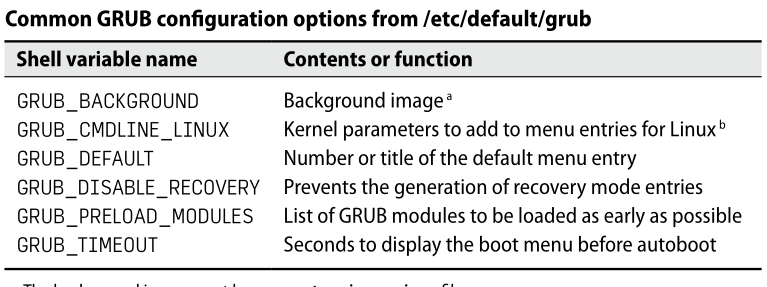 Common GRUB configuration options from /etc/default/grub
Shell variable name Contents or function
GRUB_BACKGROUND Background image a
GRUB_CMDLINE_LINUX Kernel parameters to add to menu entries for Linux b
GRUB_DEFAULT Number or title of the default menu entry
GRUB_DISABLE_RECOVERY Prevents the generation of recovery mode entries
GRUB_PRELOAD_MODULES List of GRUB modules to be loaded as early as possible
GRUB_TIMEOUT Seconds to display the boot menu before autoboot